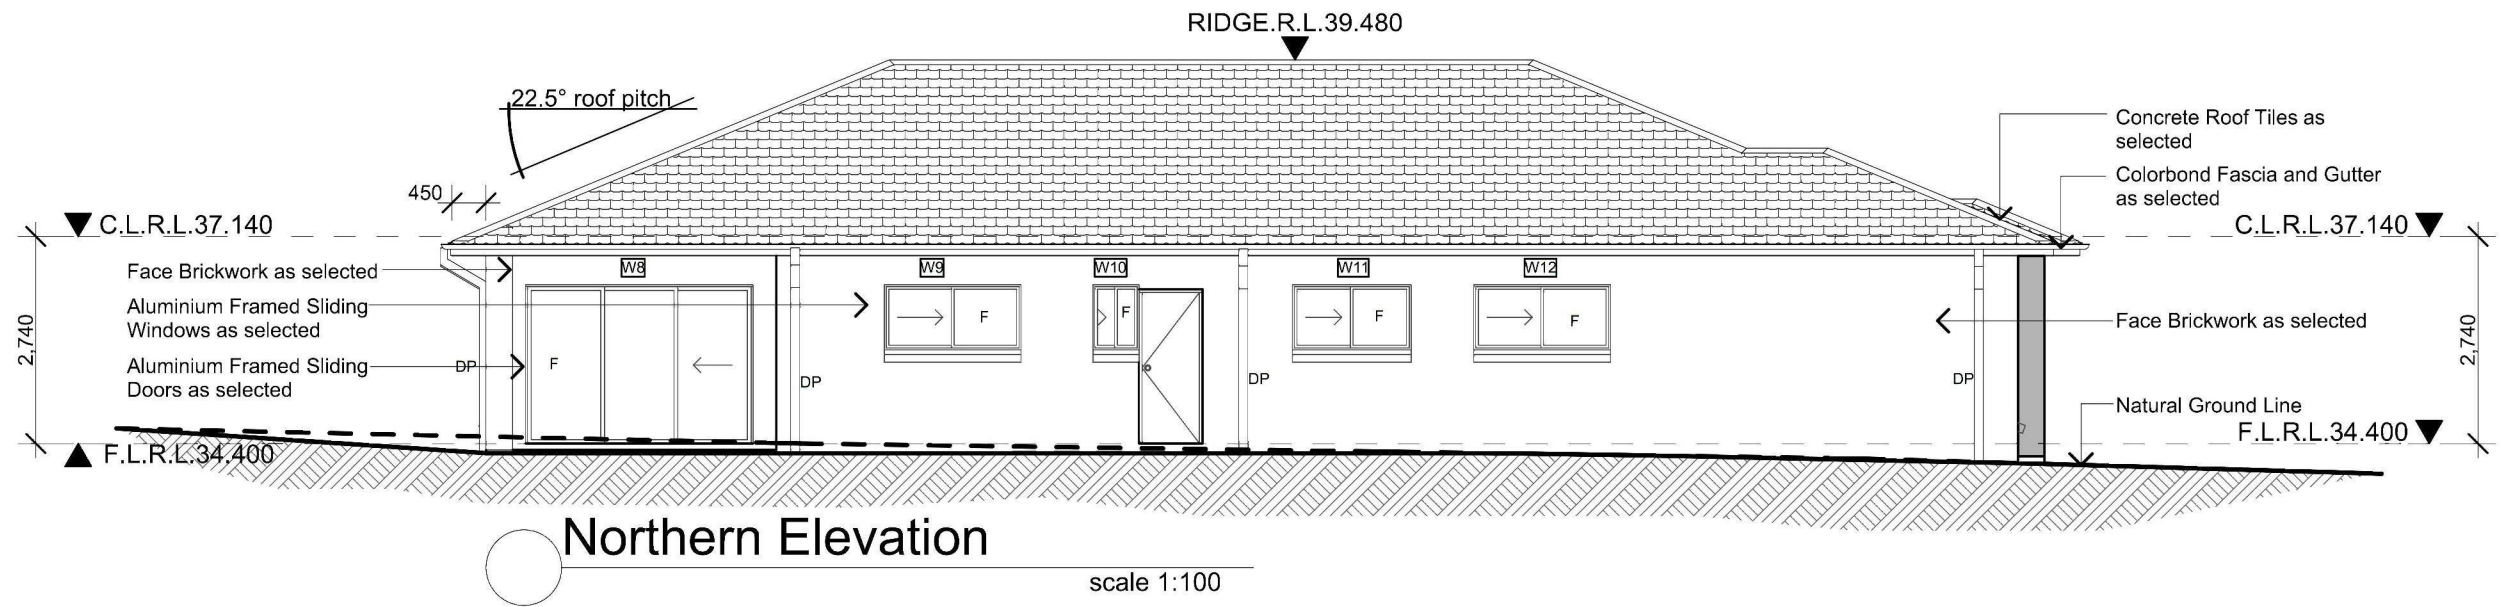 RIDGE.R.L.39.480
22.5° roof pitch
450
C.L.R.L.37.140
Concrete Roof Tiles as
selected
Colorbond Fascia and Gutter
as selected
C.L.R.L.37.140
Face Brickwork as selected
Aluminium Framed Sliding
Windows as selected
Aluminium Framed Sliding
Doors as selected
2,740
W8
W9
W10
W11
W12
F
F
F
F
F
DP
DP
DP
DP
Face Brickwork as selected
2,740
Natural Ground Line
F.L.R.L.34.400
F.L.R.L.34.400
Northern Elevation
scale 1:100